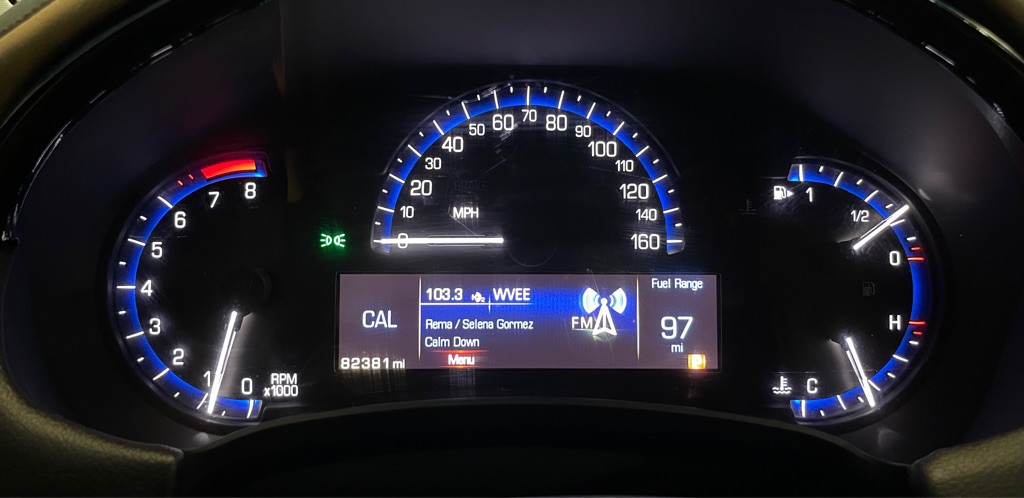 8
7
6
5
4
3
2
1
0
RPM
x1000
0
10
20
30
40
50
60
70
80
90
100
110
120
140
160
MPH
CAL
82381 mi
103.3 WVEE
FM
Rema / Selena Gormez
Calm Down
Menu
Fuel Range
97
mi
P
1
1/2
0
H
C